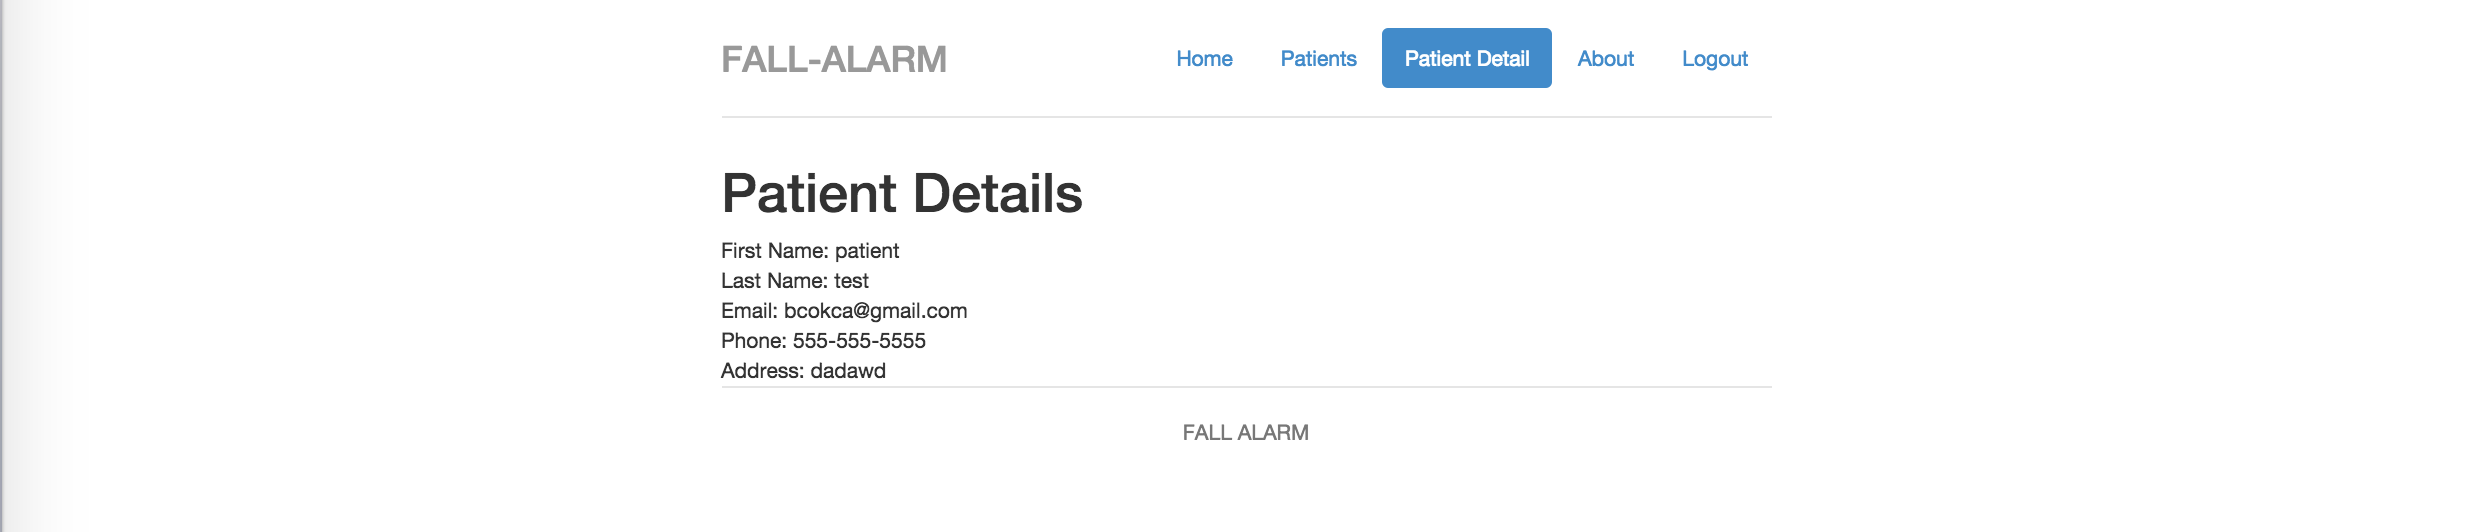 FALL-ALARM
Home Patients Patient Detail About Logout
Patient Details
First Name: patient
Last Name: test
Email: bcokca@gmail.com
Phone: 555-555-5555
Address: dadawd
FALL ALARM